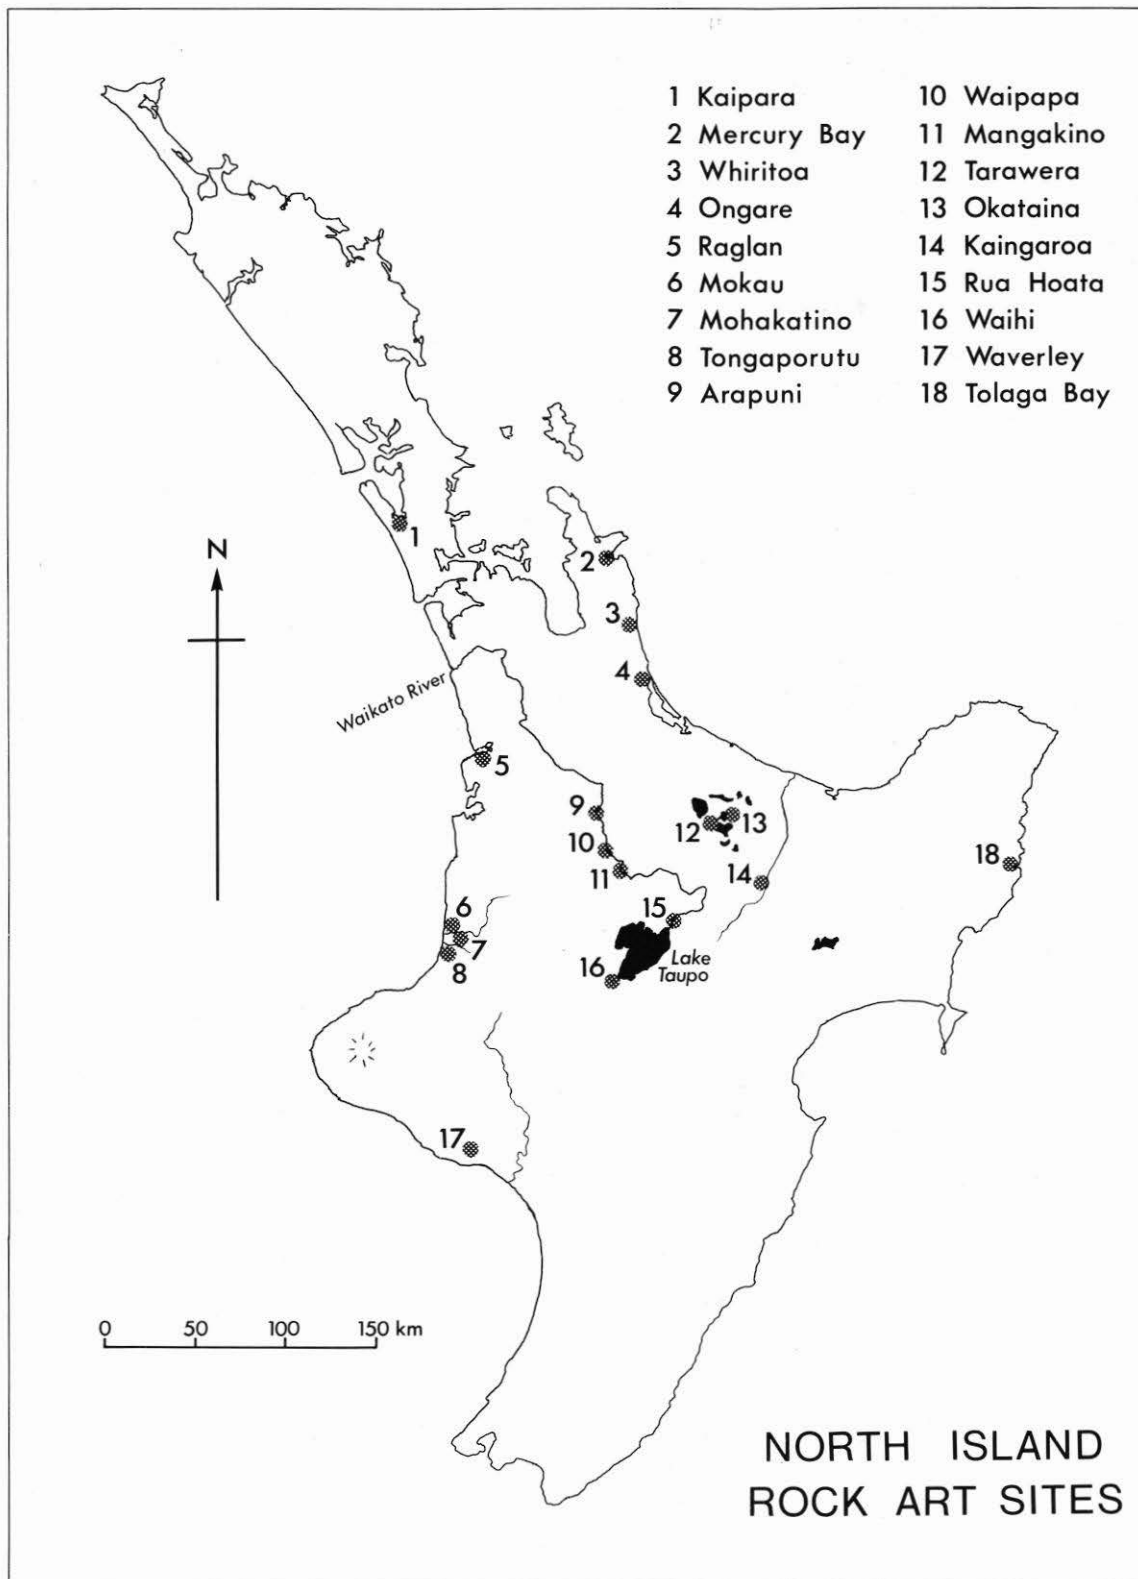 1 Kaipara
2 Mercury Bay
3 Whiritoa
4 Ongare
5 Raglan
6 Mokau
7 Mohakatino
8 Tongaporutu
9 Arapuni
10 Waipapa
11 Mangakino
12 Tarawera
13 Okataina
14 Kaingaroa
15 Rua Hoata
16 Waihi
17 Waverley
18 Tolaga Bay
1
N
2
3
4
Waikato River
5
9
12
13
10
11
14
18
6
15
7
8
Lake
Taupo
16
17
0 50 100 150 km
NORTH ISLAND
ROCK ART SITES